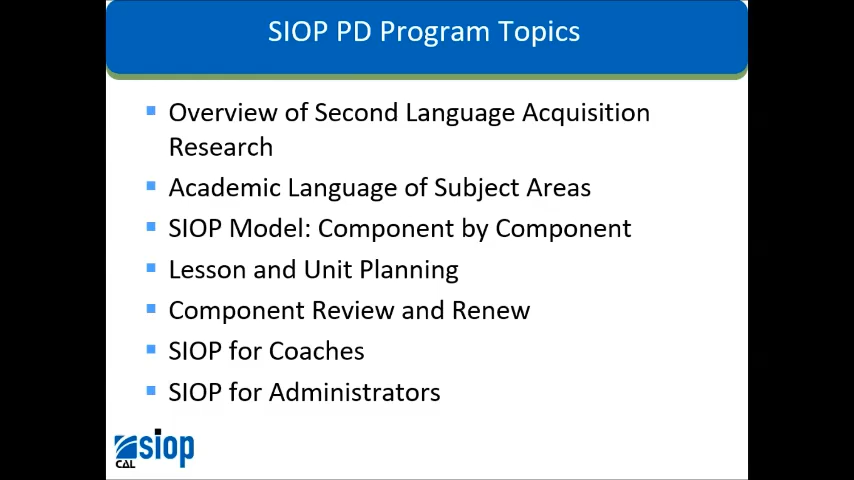 SIOP PD Program Topics
Overview of Second Language Acquisition
Research
Academic Language of Subject Areas
SIOP Model: Component by Component
Lesson and Unit Planning
Component Review and Renew
SIOP for Coaches
SIOP for Administrators
siop
CAL